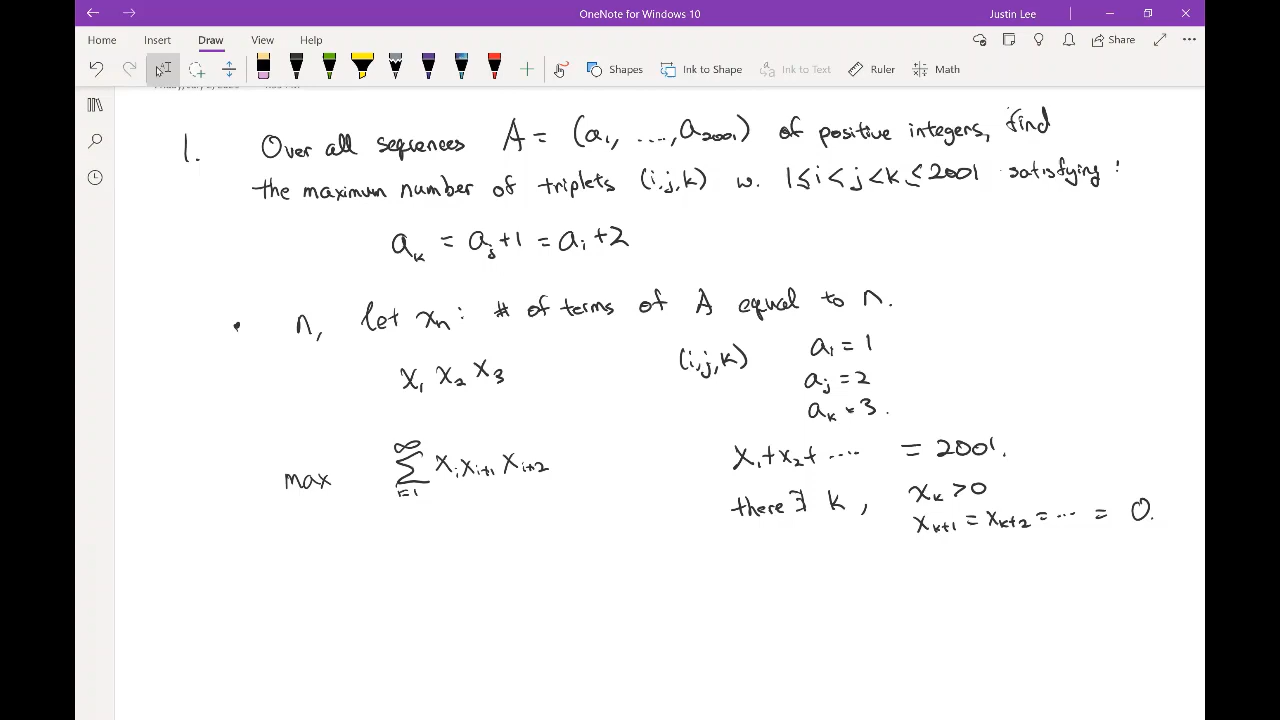 OneNote for Windows 10
Justin Lee
Home Insert Draw View Help
Share
Shapes Ink to Shape Ink to Text Ruler Math
1. Over all sequences A = (a₁, ...., a₂₀₀₁) of positive integers, find
the maximum number of triplets (i,j,k) w. 1≤i<j<k≤2001 satisfying :
aₖ = aⱼ+1 = aᵢ+2
• n, let xₙ: # of terms of A equal to n.
x₁ x₂ x₃
(i,j,k)
aᵢ = 1
aⱼ = 2
aₖ = 3.
max ∑_{i=1}^{∞} xᵢ xᵢ₊₁ xᵢ₊₂
x₁+x₂+ ···· = 2001.
there ∃ k, xₖ >0
xₖ₊₁ = xₖ₊₂ = ··· = 0.